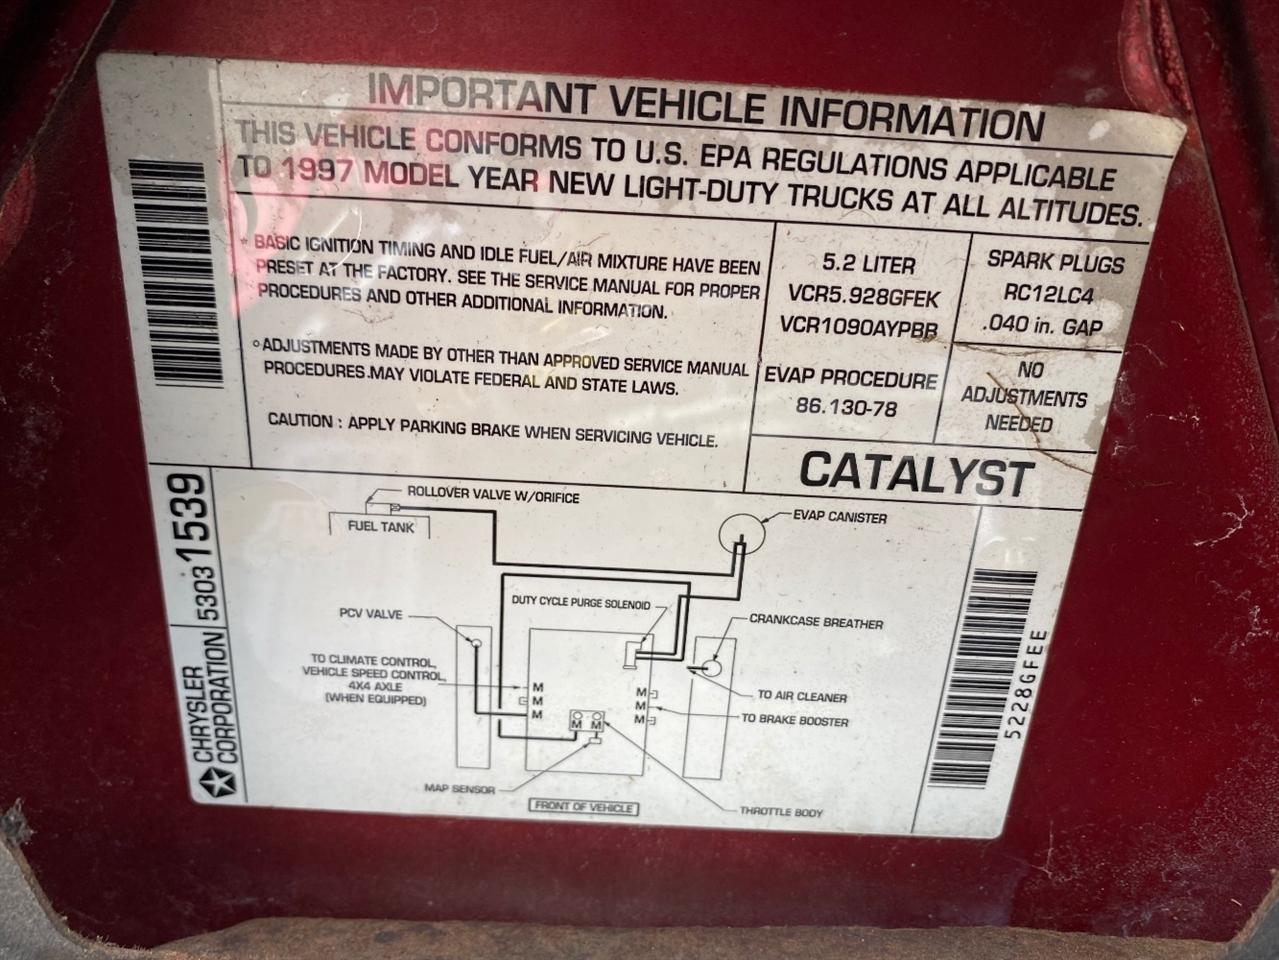 IMPORTANT VEHICLE INFORMATION
THIS VEHICLE CONFORMS TO U.S. EPA REGULATIONS APPLICABLE
TO 1997 MODEL YEAR NEW LIGHT-DUTY TRUCKS AT ALL ALTITUDES.
* BASIC IGNITION TIMING AND IDLE FUEL/AIR MIXTURE HAVE BEEN
PRESET AT THE FACTORY. SEE THE SERVICE MANUAL FOR PROPER
PROCEDURES AND OTHER ADDITIONAL INFORMATION.
° ADJUSTMENTS MADE BY OTHER THAN APPROVED SERVICE MANUAL
PROCEDURES.MAY VIOLATE FEDERAL AND STATE LAWS.
CAUTION : APPLY PARKING BRAKE WHEN SERVICING VEHICLE.
5.2 LITER
VCR5.928GFEK
VCR1090AYPBB
EVAP PROCEDURE
86.130-78
SPARK PLUGS
RC12LC4
.040 in. GAP
NO
ADJUSTMENTS
NEEDED
CATALYST
ROLLOVER VALVE W/ORIFICE
FUEL TANK
EVAP CANISTER
DUTY CYCLE PURGE SOLENOID
PCV VALVE
CRANKCASE BREATHER
TO CLIMATE CONTROL,
VEHICLE SPEED CONTROL,
4X4 AXLE
(WHEN EQUIPPED)
M
M
M
M
M
M
M M
TO AIR CLEANER
TO BRAKE BOOSTER
MAP SENSOR
THROTTLE BODY
FRONT OF VEHICLE
CHRYSLER
CORPORATION
53031539
5228GFEE